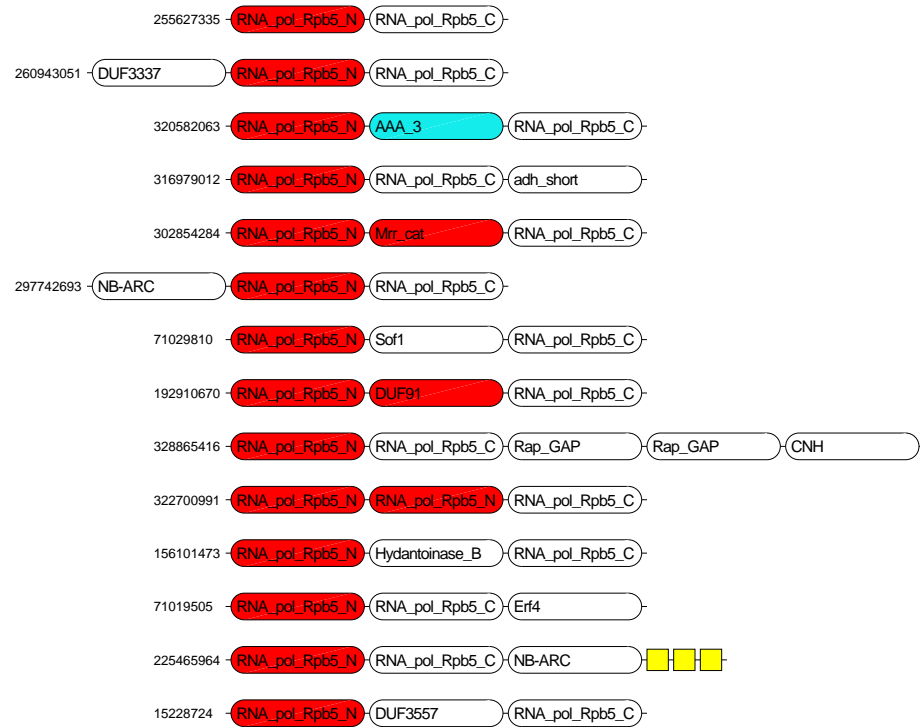 255627335 RNA_pol_Rpb5_N RNA_pol_Rpb5_C
260943051 DUF3337 RNA_pol_Rpb5_N RNA_pol_Rpb5_C
320582063 RNA_pol_Rpb5_N AAA_3 RNA_pol_Rpb5_C
316979012 RNA_pol_Rpb5_N RNA_pol_Rpb5_C adh_short
302854284 RNA_pol_Rpb5_N Mrr_cat RNA_pol_Rpb5_C
297742693 NB-ARC RNA_pol_Rpb5_N RNA_pol_Rpb5_C
71029810 RNA_pol_Rpb5_N Sof1 RNA_pol_Rpb5_C
192910670 RNA_pol_Rpb5_N DUF91 RNA_pol_Rpb5_C
328865416 RNA_pol_Rpb5_N RNA_pol_Rpb5_C Rap_GAP Rap_GAP CNH
322700991 RNA_pol_Rpb5_N RNA_pol_Rpb5_N RNA_pol_Rpb5_C
156101473 RNA_pol_Rpb5_N Hydantoinase_B RNA_pol_Rpb5_C
71019505 RNA_pol_Rpb5_N RNA_pol_Rpb5_C Erf4
225465964 RNA_pol_Rpb5_N RNA_pol_Rpb5_C NB-ARC
15228724 RNA_pol_Rpb5_N DUF3557 RNA_pol_Rpb5_C